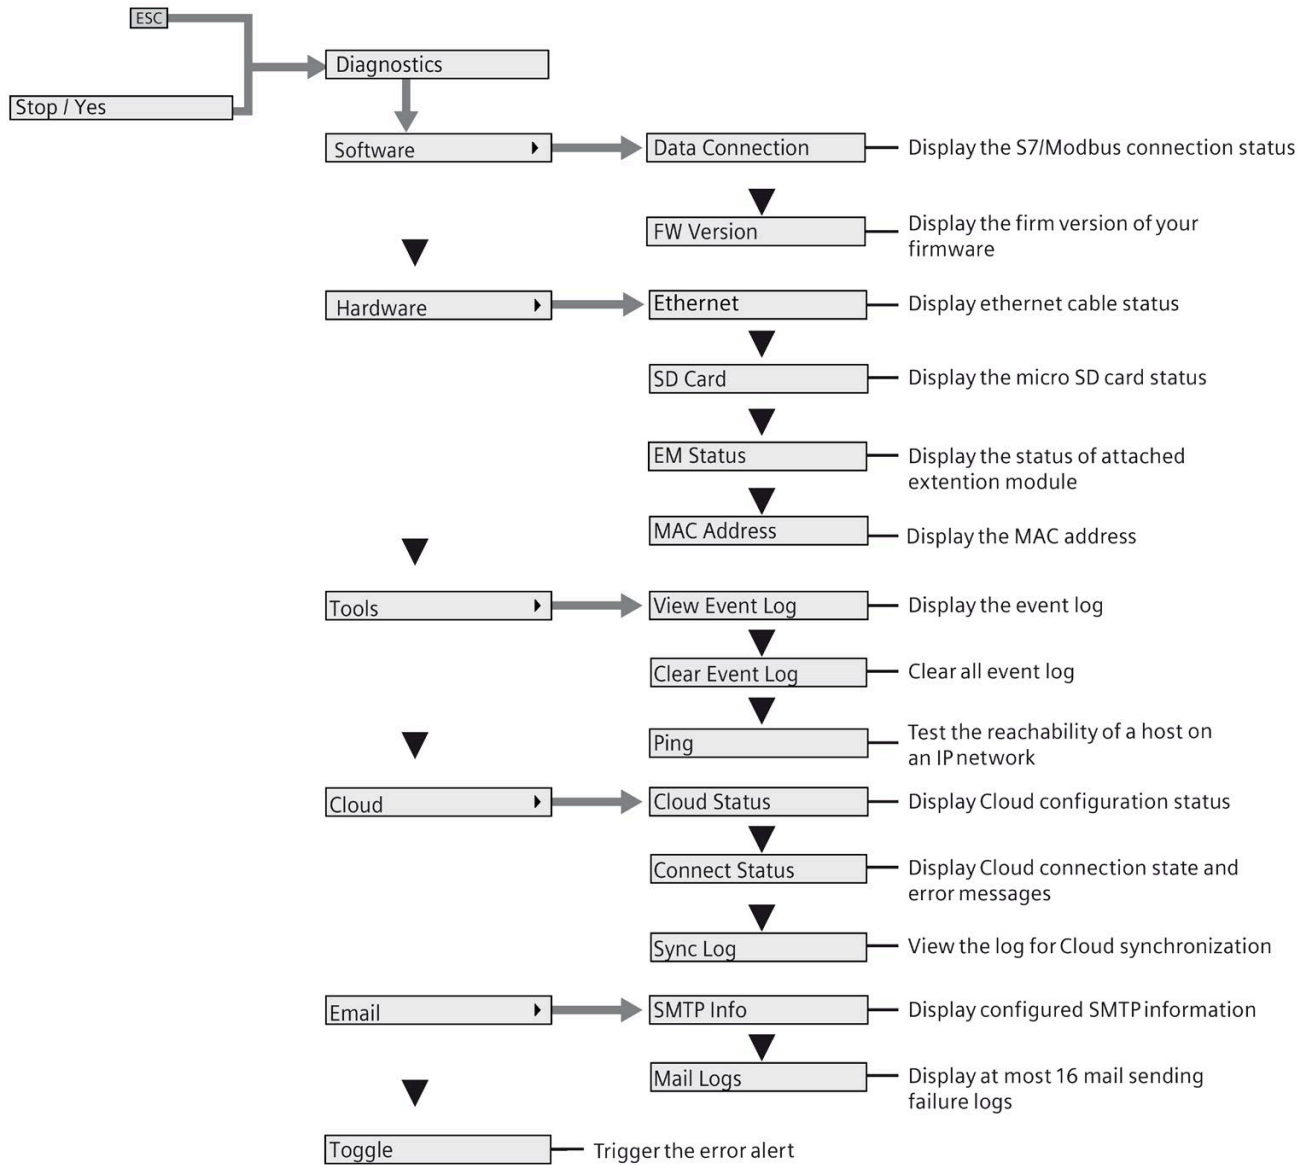 ESC
Diagnostics
Stop / Yes
Software
Data Connection
Display the S7/Modbus connection status
FW Version
Display the firm version of your
firmware
Hardware
Ethernet
Display ethernet cable status
SD Card
Display the micro SD card status
EM Status
Display the status of attached
extention module
MAC Address
Display the MAC address
Tools
View Event Log
Display the event log
Clear Event Log
Clear all event log
Ping
Test the reachability of a host on
an IP network
Cloud
Cloud Status
Display Cloud configuration status
Connect Status
Display Cloud connection state and
error messages
Sync Log
View the log for Cloud synchronization
Email
SMTP Info
Display configured SMTP information
Mail Logs
Display at most 16 mail sending
failure logs
Toggle
Trigger the error alert